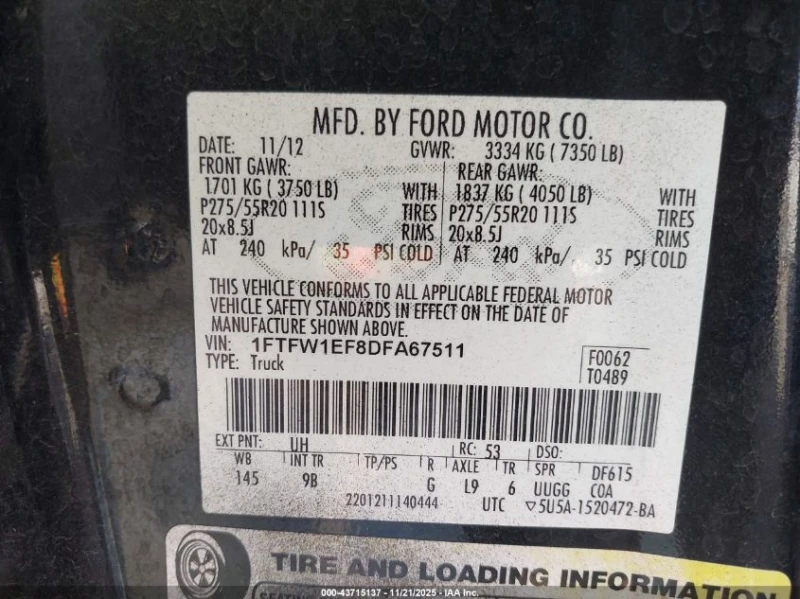 MFD. BY FORD MOTOR CO.
DATE: 11/12 GVWR: 3334 KG ( 7350 LB)
FRONT GAWR: REAR GAWR:
1701 KG ( 3750 LB) WITH 1837 KG ( 4050 LB) WITH
P275/55R20 111S TIRES P275/55R20 111S TIRES
20x8.5J RIMS 20x8.5J RIMS
AT 240 kPa/ 35 PSI COLD AT 240 kPa/ 35 PSI COLD
THIS VEHICLE CONFORMS TO ALL APPLICABLE FEDERAL MOTOR
VEHICLE SAFETY STANDARDS IN EFFECT ON THE DATE OF
MANUFACTURE SHOWN ABOVE.
VIN: 1FTFW1EF8DFA67511
TYPE: Truck
F0062
T0489
EXT PNT: UH RC: 53 DSO:
WB INT TR TP/PS R AXLE TR SPR DF615
145 9B G L9 6 UUGG COA
2201211140444 UTC ▽5U5A-1520472-BA
TIRE AND LOADING INFORMATION
000-43715137 - 11/21/2025 - IAA Inc.